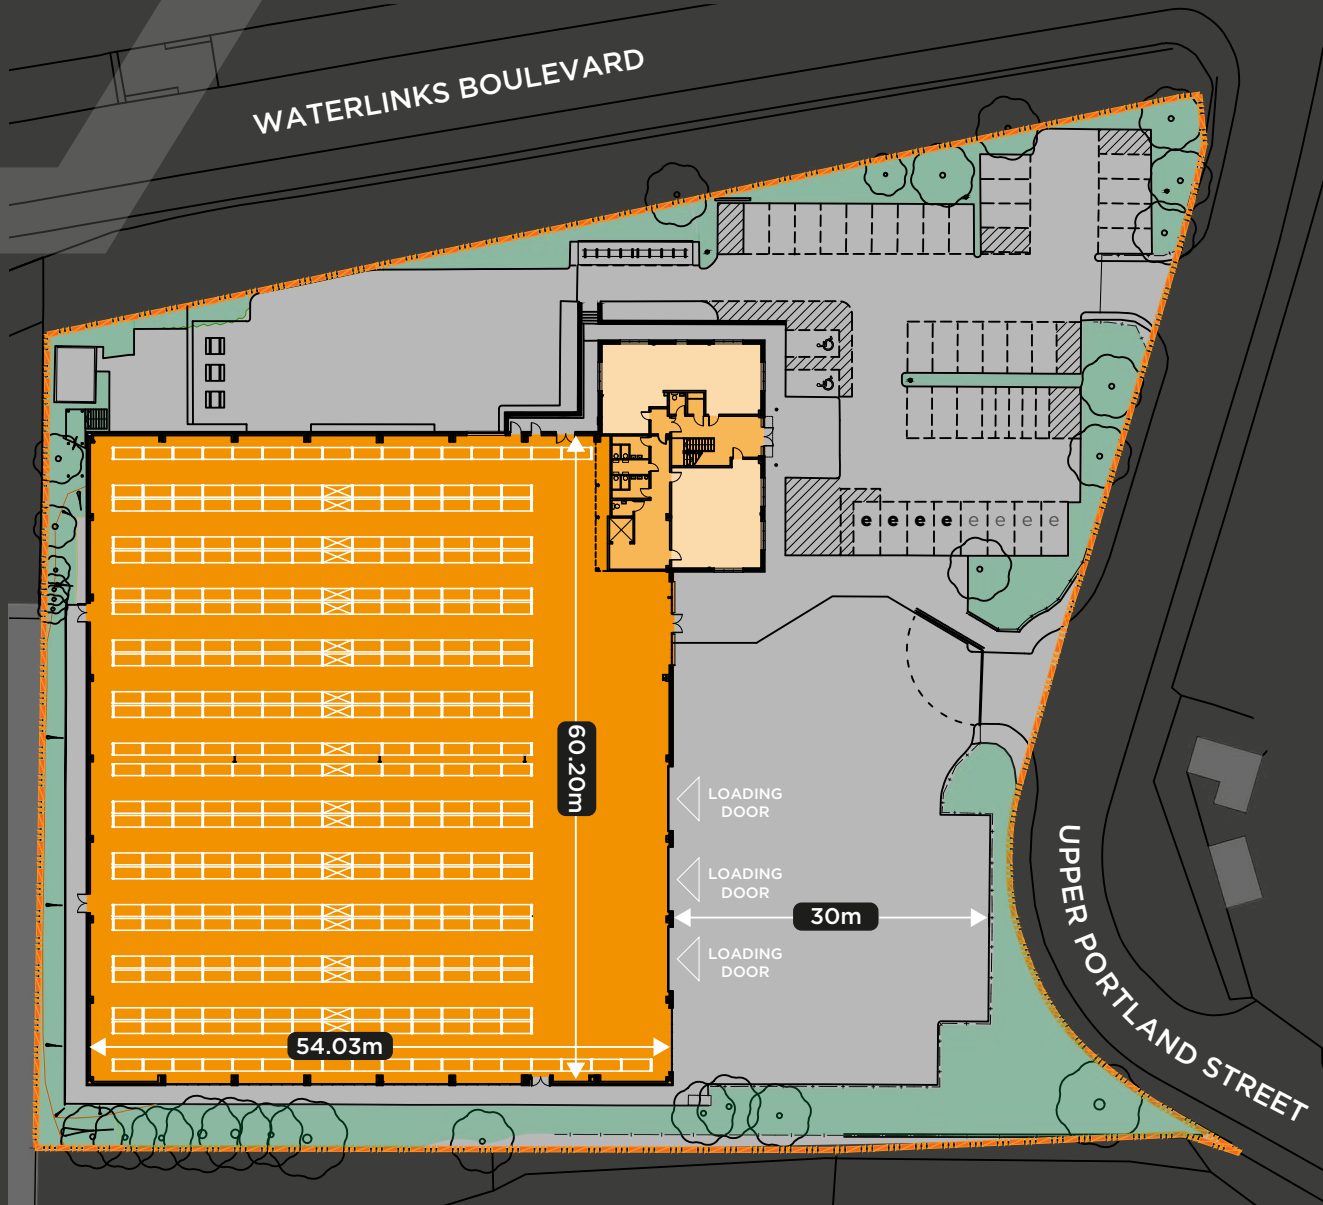 WATERLINKS BOULEVARD
e e e e e e e e
60.20m
LOADING
DOOR
LOADING
DOOR
30m
LOADING
DOOR
54.03m
UPPER PORTLAND STREET